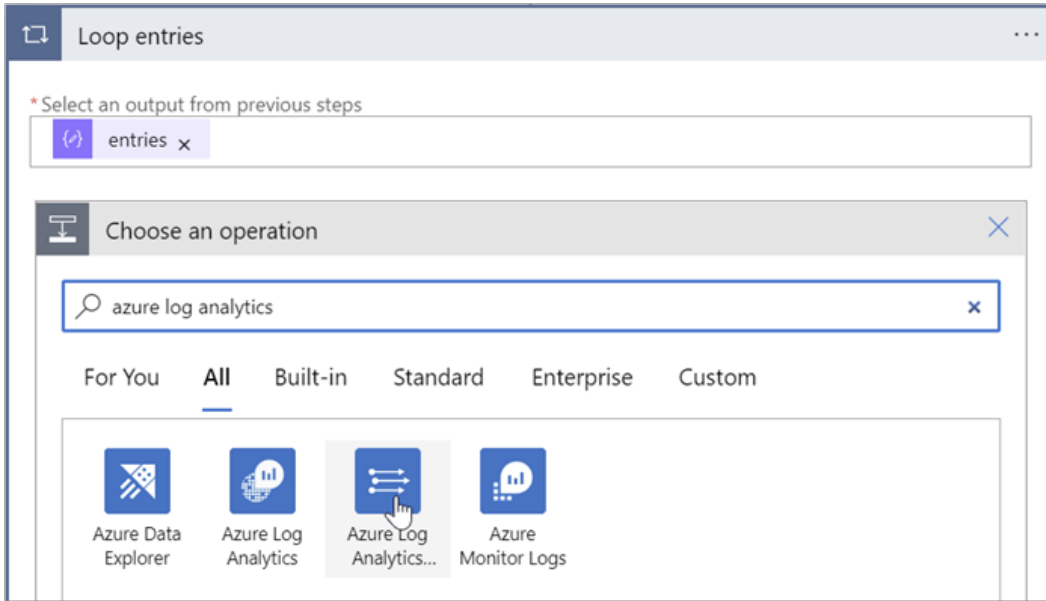 Loop entries
...
*Select an output from previous steps
entries ×
Choose an operation
azure log analytics
For You All Built-in Standard Enterprise Custom
Azure Data Explorer
Azure Log Analytics
Azure Log Analytics...
Azure Monitor Logs